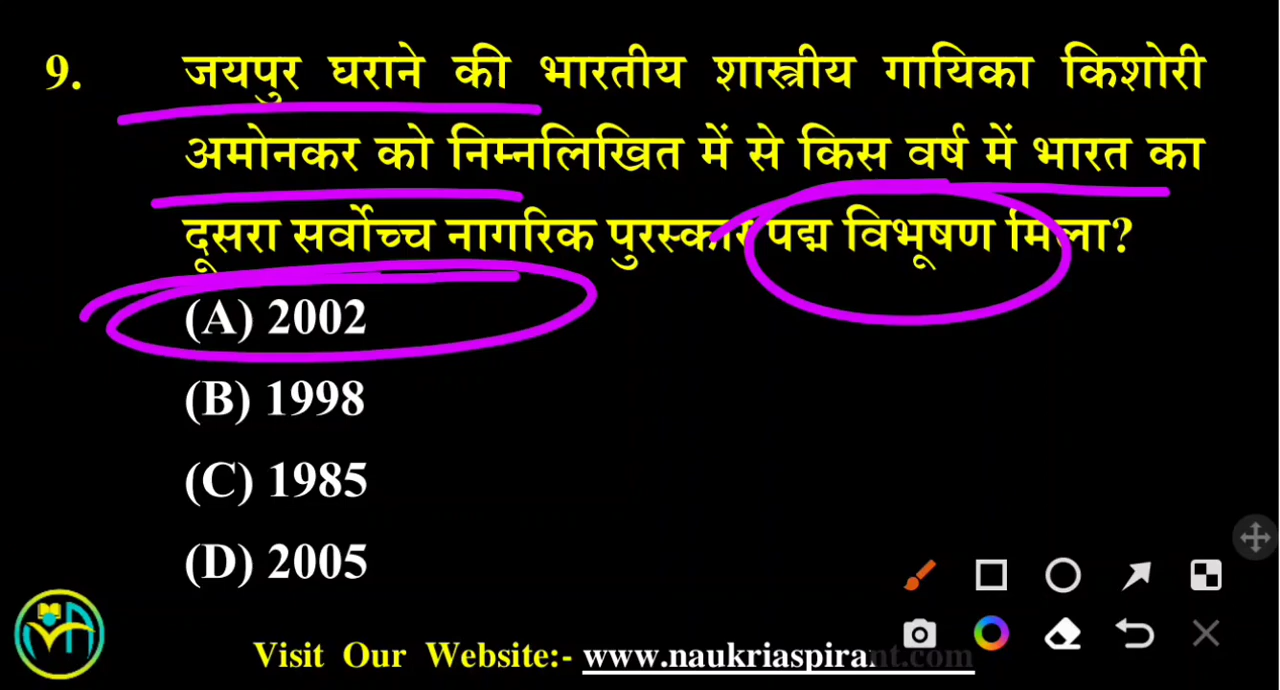 9. जयपुर घराने की भारतीय शास्त्रीय गायिका किशोरी
अमोनकर को निम्नलिखित में से किस वर्ष में भारत का
दूसरा सर्वोच्च नागरिक पुरस्कार पद्म विभूषण मिला?
(A) 2002
(B) 1998
(C) 1985
(D) 2005
Visit Our Website:- www.naukriaspirant.com